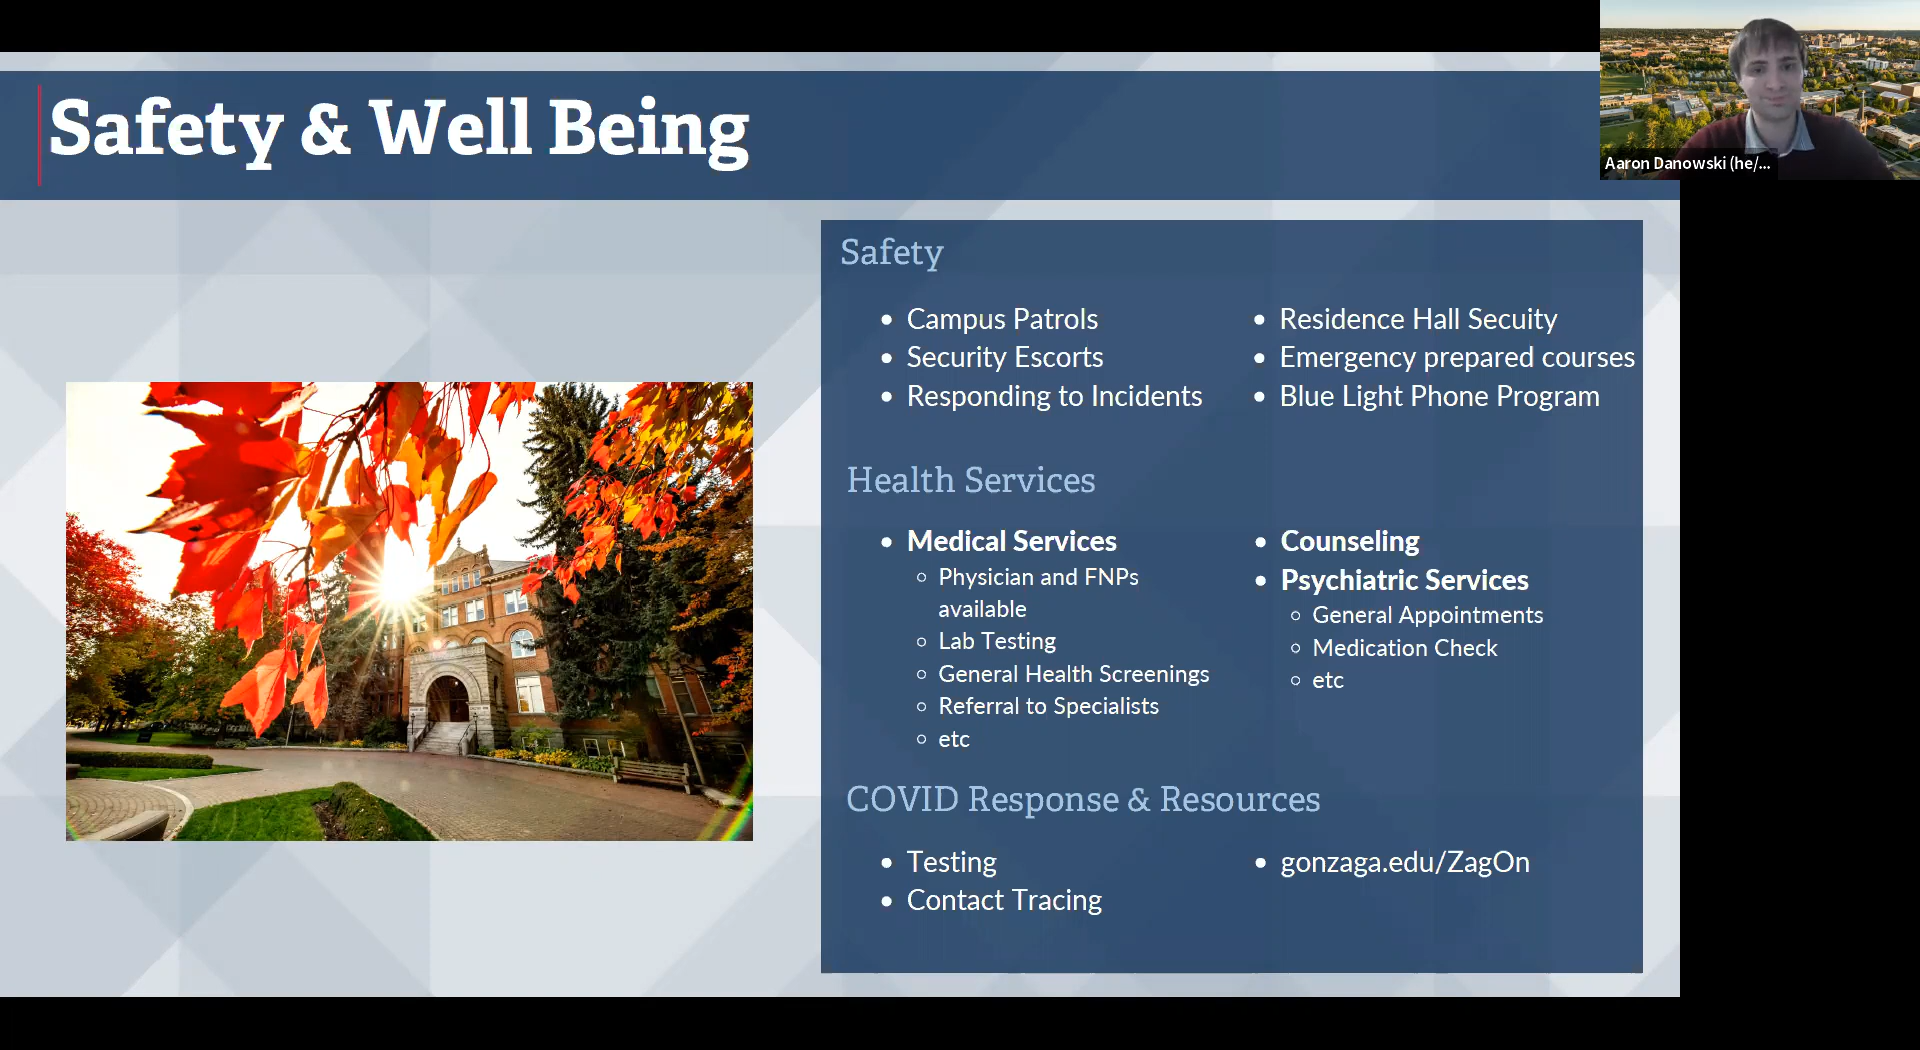 Safety & Well Being
Aaron Danowski (he/...
Safety
Campus Patrols
Security Escorts
Responding to Incidents
Residence Hall Secuity
Emergency prepared courses
Blue Light Phone Program
Health Services
Medical Services
Physician and FNPs
available
Lab Testing
General Health Screenings
Referral to Specialists
etc
Counseling
Psychiatric Services
General Appointments
Medication Check
etc
COVID Response & Resources
Testing
Contact Tracing
gonzaga.edu/ZagOn